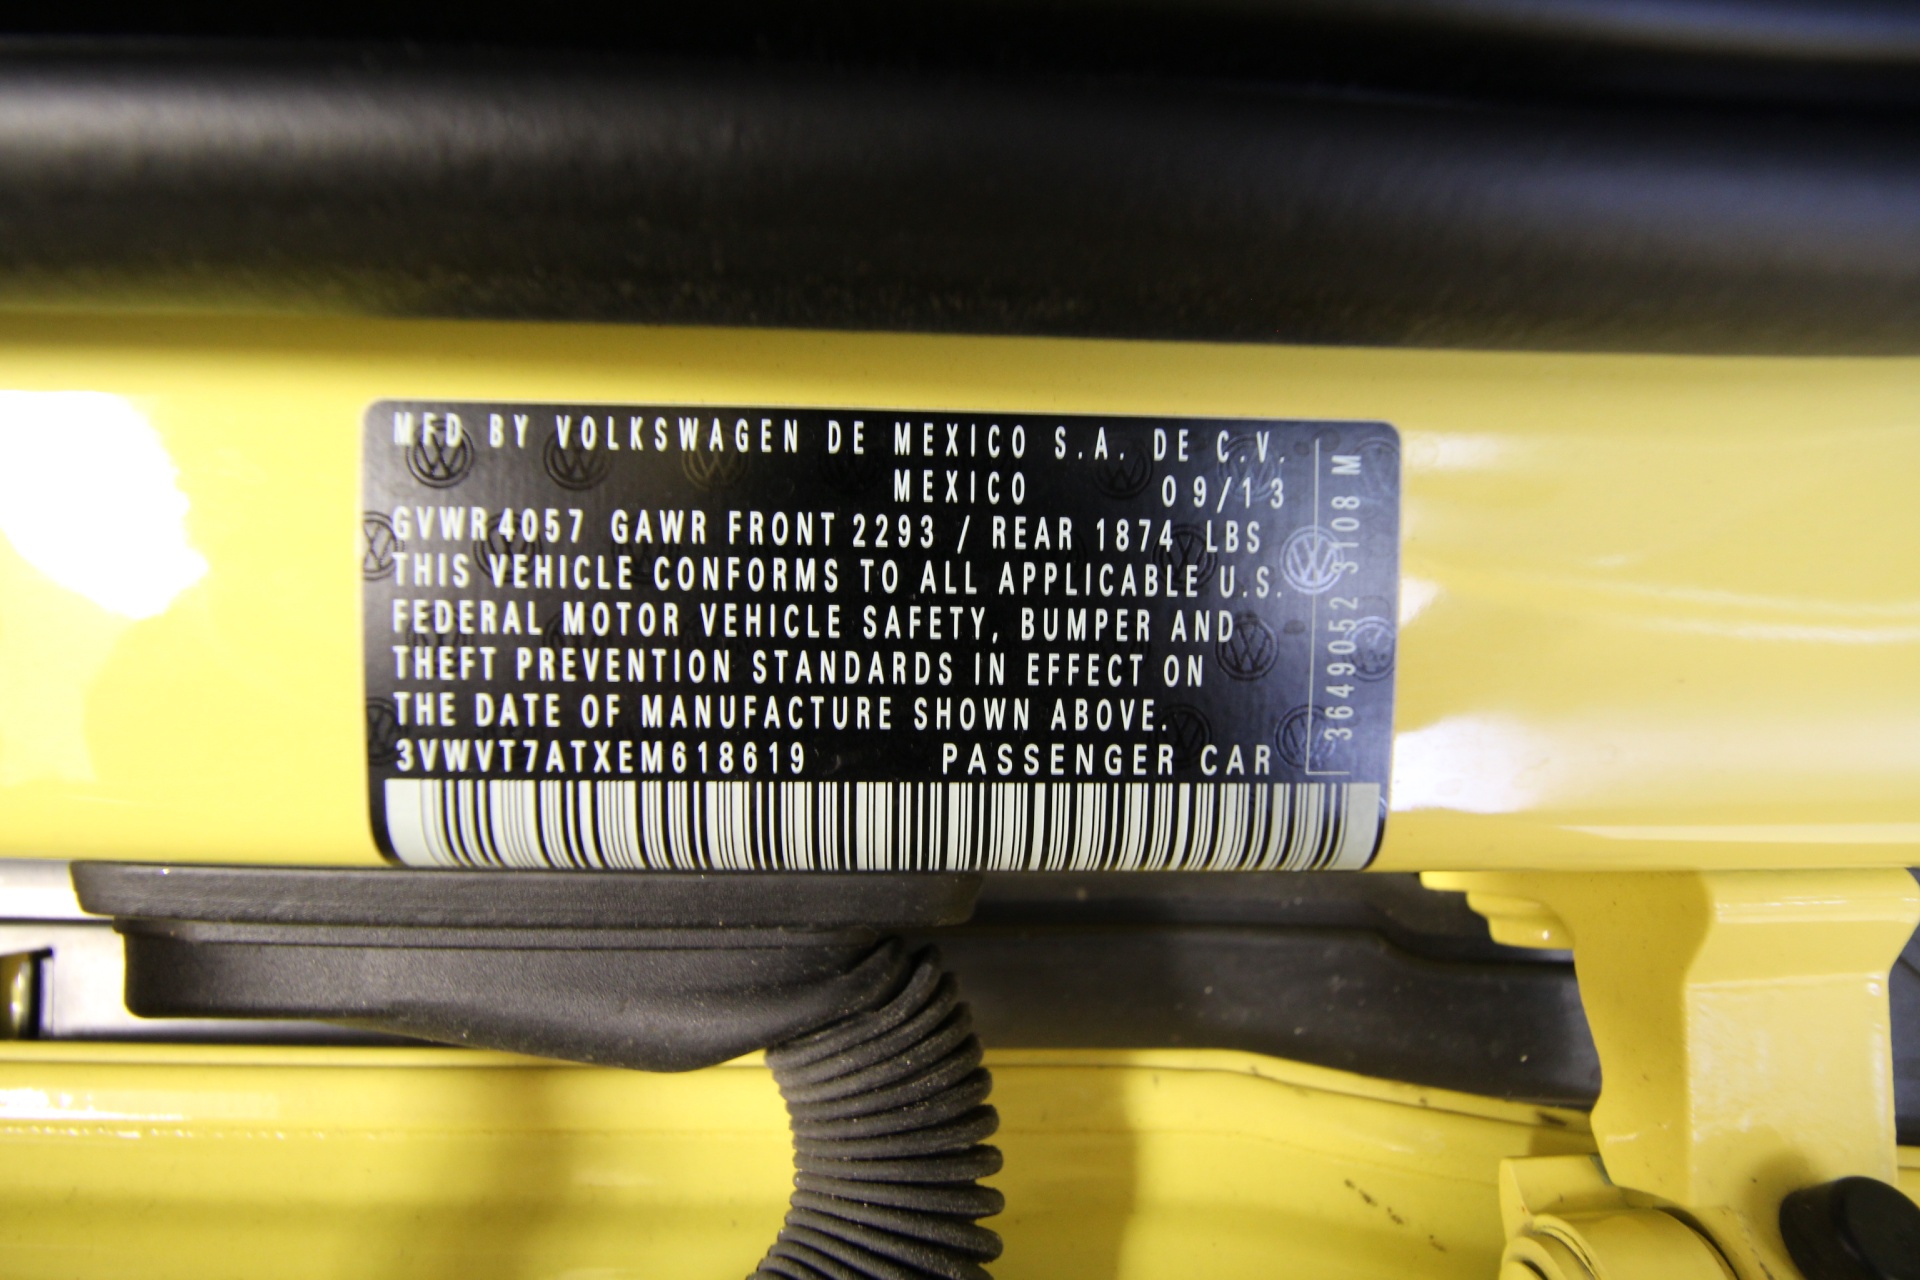 MFD BY VOLKSWAGEN DE MEXICO S.A. DE C.V.
MEXICO 09/13
GVWR 4057 GAWR FRONT 2293 / REAR 1874 LBS
THIS VEHICLE CONFORMS TO ALL APPLICABLE U.S.
FEDERAL MOTOR VEHICLE SAFETY, BUMPER AND
THEFT PREVENTION STANDARDS IN EFFECT ON
THE DATE OF MANUFACTURE SHOWN ABOVE.
3VWVT7ATXEM618619 PASSENGER CAR
3649052 3108 M